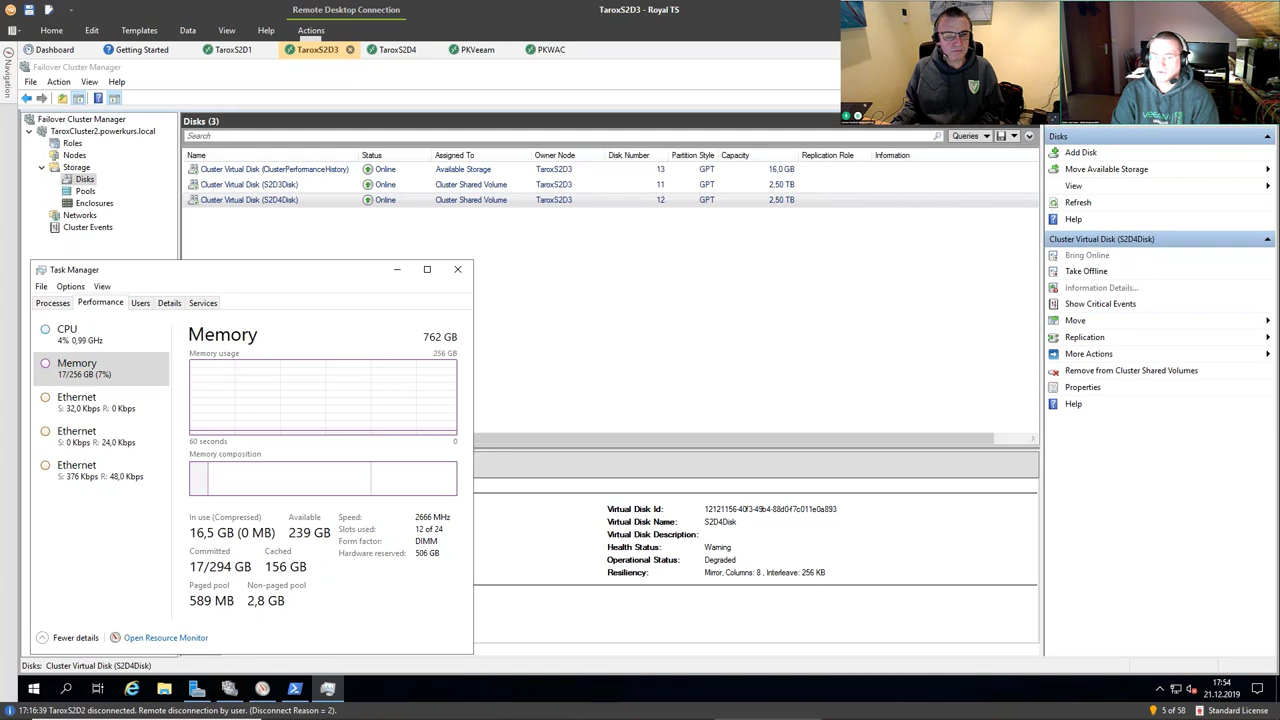 Remote Desktop Connection
TaroxS2D3 - Royal TS
Home Edit Templates Data View Help Actions
Dashboard Getting Started TaroxS2D1 TaroxS2D3 TaroxS2D4 PKVeeam PKWAC
Navigation
Failover Cluster Manager
File Action View Help
Failover Cluster Manager
TaroxCluster2.powerkurs.local
Roles
Nodes
Storage
Disks
Pools
Enclosures
Networks
Cluster Events
Disks (3)
Search
Queries
Name Status Assigned To Owner Node Disk Number Partition Style Capacity Replication Role Information
Cluster Virtual Disk (ClusterPerformanceHistory) Online Available Storage TaroxS2D3 13 GPT 16,0 GB
Cluster Virtual Disk (S2D3Disk) Online Cluster Shared Volume TaroxS2D3 11 GPT 2,50 TB
Cluster Virtual Disk (S2D4Disk) Online Cluster Shared Volume TaroxS2D3 12 GPT 2,50 TB
Disks
Add Disk
Move Available Storage
View
Refresh
Help
Cluster Virtual Disk (S2D4Disk)
Bring Online
Take Offline
Information Details...
Show Critical Events
Move
Replication
More Actions
Remove from Cluster Shared Volumes
Properties
Help
Task Manager
File Options View
Processes Performance Users Details Services
CPU
4% 0,99 GHz
Memory
17/256 GB (7%)
Ethernet
S: 32,0 Kbps R: 0 Kbps
Ethernet
S: 0 Kbps R: 24,0 Kbps
Ethernet
S: 376 Kbps R: 48,0 Kbps
Memory 762 GB
Memory usage 256 GB
60 seconds 0
Memory composition
In use (Compressed) Available
16,5 GB (0 MB) 239 GB
Committed Cached
17/294 GB 156 GB
Paged pool Non-paged pool
589 MB 2,8 GB
Speed: 2666 MHz
Slots used: 12 of 24
Form factor: DIMM
Hardware reserved: 506 GB
Fewer details Open Resource Monitor
Virtual Disk Id: 12121156-40f3-49b4-88d0-f7c011e0a893
Virtual Disk Name: S2D4Disk
Virtual Disk Description:
Health Status: Warning
Operational Status: Degraded
Resiliency: Mirror, Columns: 8 , Interleave: 256 KB
Disks: Cluster Virtual Disk (S2D4Disk)
17:54
21.12.2019
17:16:39 TaroxS2D2 disconnected. Remote disconnection by user. (Disconnect Reason = 2).
5 of 58
Standard License